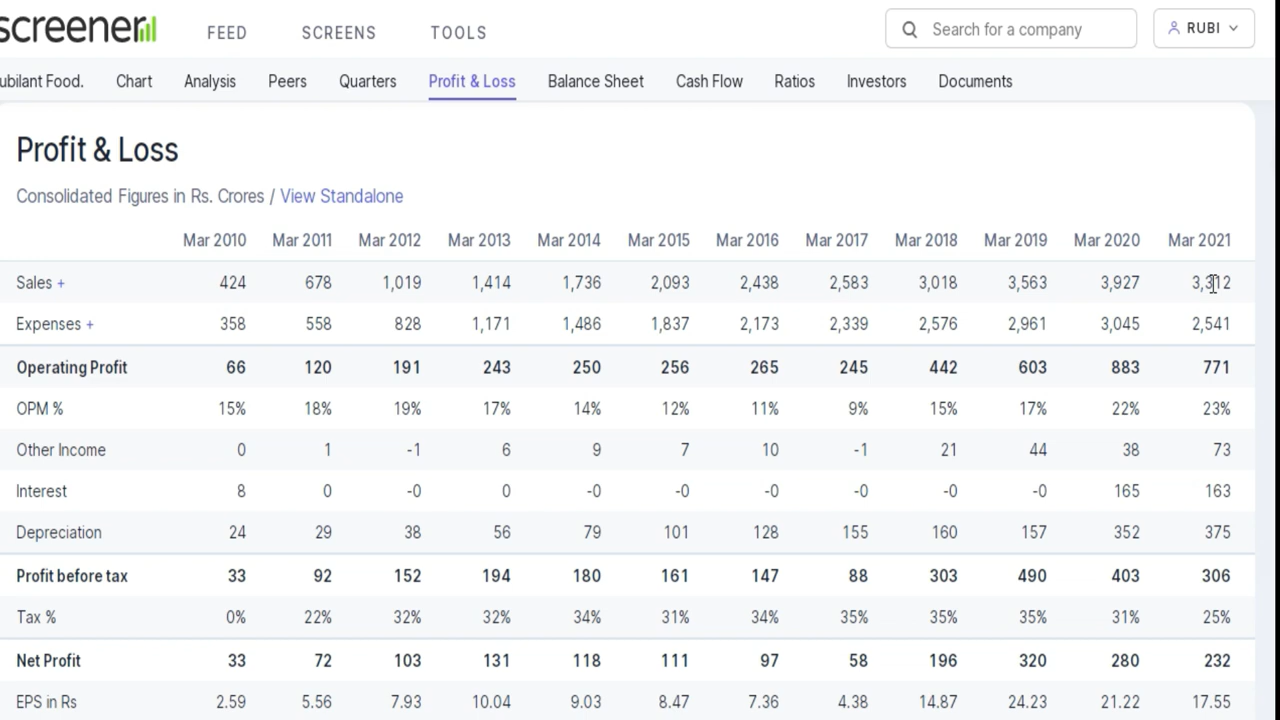 screener
FEED SCREENS TOOLS Search for a company RUBI
ubilant Food. Chart Analysis Peers Quarters Profit & Loss Balance Sheet Cash Flow Ratios Investors Documents
Profit & Loss
Consolidated Figures in Rs. Crores / View Standalone
Mar 2010 Mar 2011 Mar 2012 Mar 2013 Mar 2014 Mar 2015 Mar 2016 Mar 2017 Mar 2018 Mar 2019 Mar 2020 Mar 2021
Sales + 424 678 1,019 1,414 1,736 2,093 2,438 2,583 3,018 3,563 3,927 3,312
Expenses + 358 558 828 1,171 1,486 1,837 2,173 2,339 2,576 2,961 3,045 2,541
Operating Profit 66 120 191 243 250 256 265 245 442 603 883 771
OPM % 15% 18% 19% 17% 14% 12% 11% 9% 15% 17% 22% 23%
Other Income 0 1 -1 6 9 7 10 -1 21 44 38 73
Interest 8 0 -0 0 -0 -0 -0 -0 -0 -0 165 163
Depreciation 24 29 38 56 79 101 128 155 160 157 352 375
Profit before tax 33 92 152 194 180 161 147 88 303 490 403 306
Tax % 0% 22% 32% 32% 34% 31% 34% 35% 35% 35% 31% 25%
Net Profit 33 72 103 131 118 111 97 58 196 320 280 232
EPS in Rs 2.59 5.56 7.93 10.04 9.03 8.47 7.36 4.38 14.87 24.23 21.22 17.55